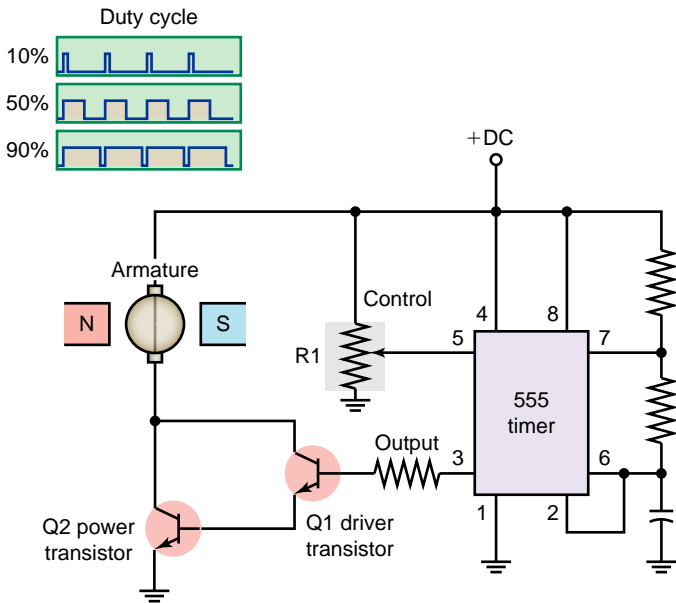 Duty cycle
10%
50%
90%
+DC
Armature
N
S
Control
R1
4
8
5
7
555
timer
Output
3
6
1
2
Q1 driver
transistor
Q2 power
transistor